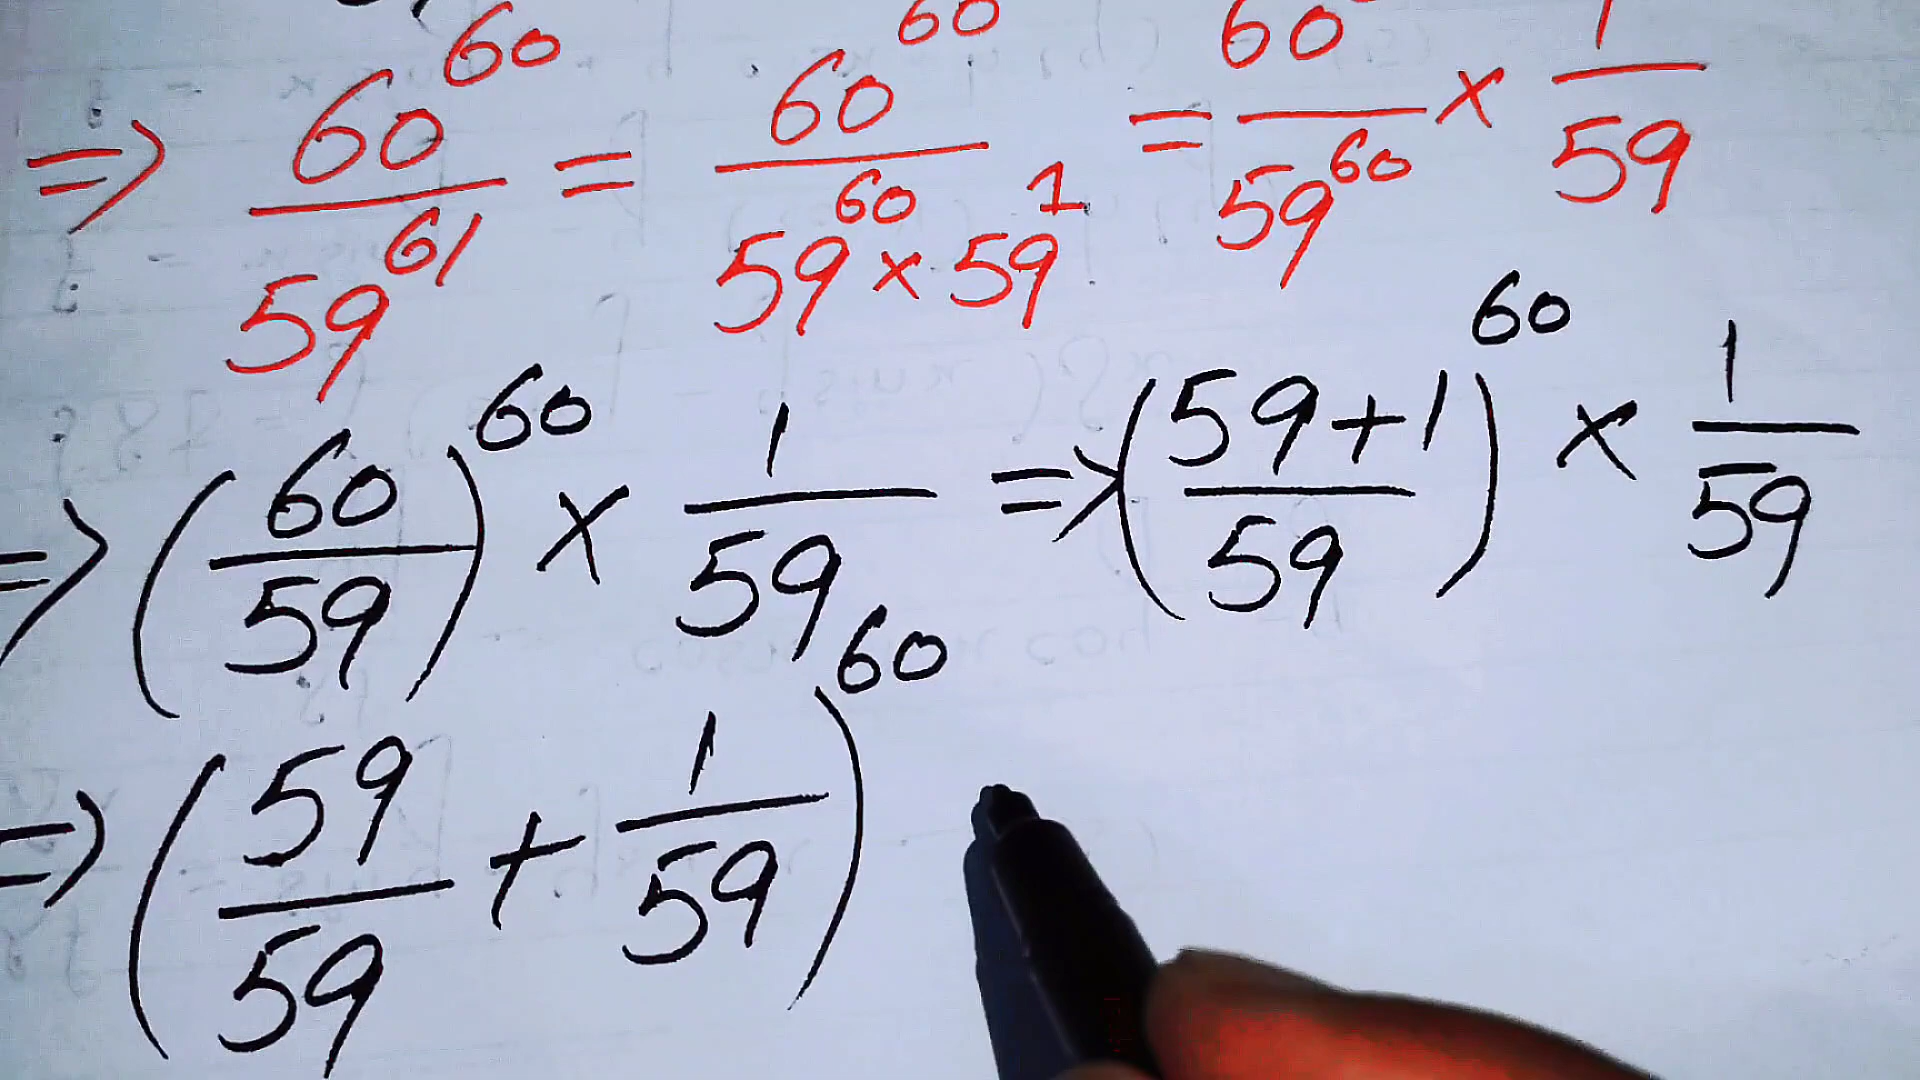 ⇒ 60^60 / 59^61 = 60^60 / (59^60 × 59^1) = 60 / 59^60 × 1/59
⇒ (60/59)^60 × 1/59 ⇒ ((59+1)/59)^60 × 1/59
⇒ (59/59 + 1/59)^60